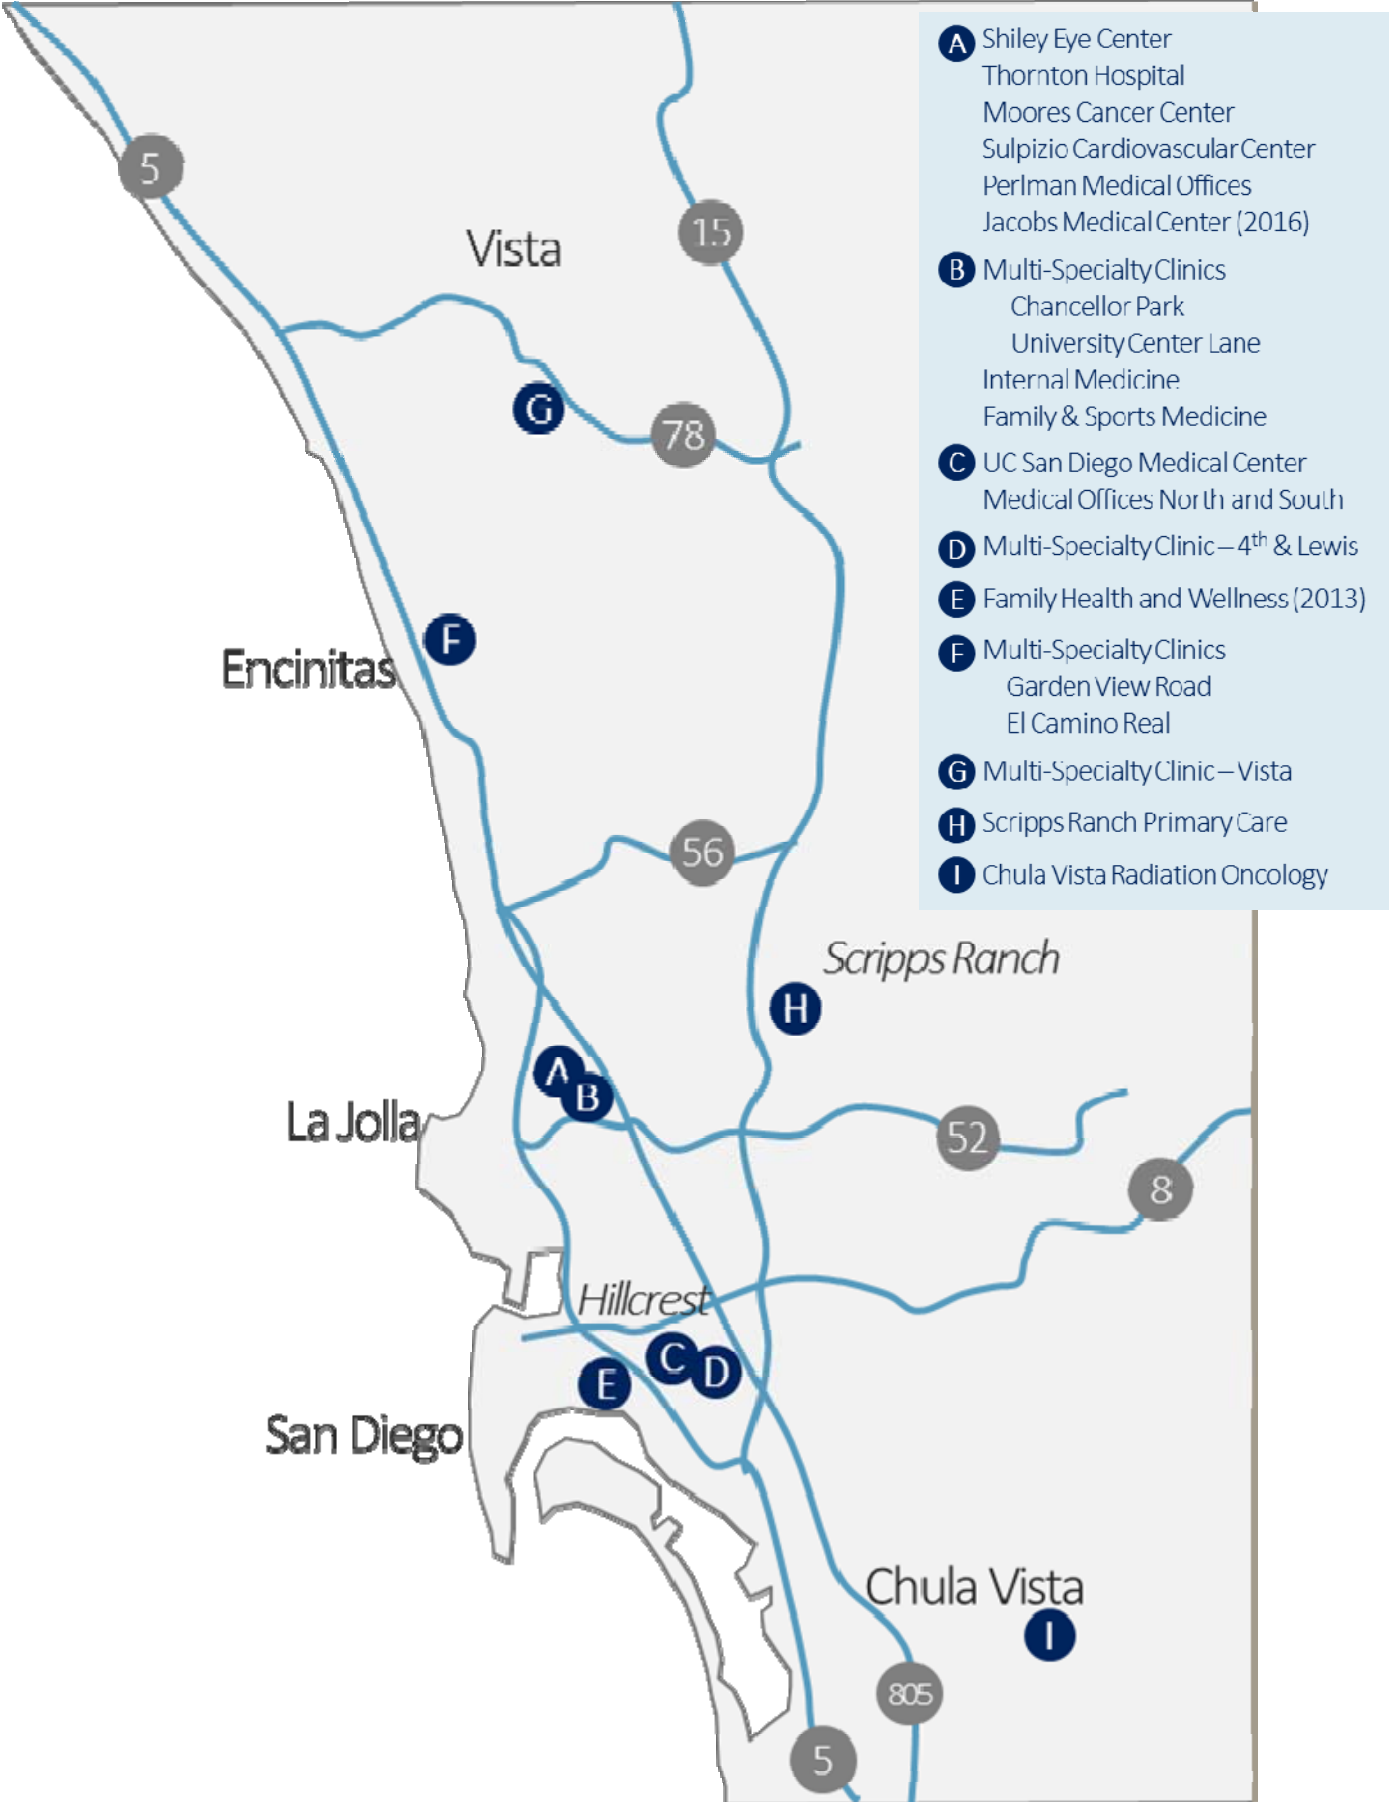 A Shiley Eye Center
Thornton Hospital
Moores Cancer Center
Sulpizio Cardiovascular Center
Perlman Medical Offices
Jacobs Medical Center (2016)
B Multi-Specialty Clinics
Chancellor Park
University Center Lane
Internal Medicine
Family & Sports Medicine
C UC San Diego Medical Center
Medical Offices North and South
D Multi-Specialty Clinic – 4th & Lewis
E Family Health and Wellness (2013)
F Multi-Specialty Clinics
Garden View Road
El Camino Real
G Multi-Specialty Clinic – Vista
H Scripps Ranch Primary Care
I Chula Vista Radiation Oncology
5
15
Vista
G
78
F
Encinitas
56
Scripps Ranch
H
A
B
La Jolla
52
8
Hillcrest
C
D
E
San Diego
Chula Vista
I
805
5